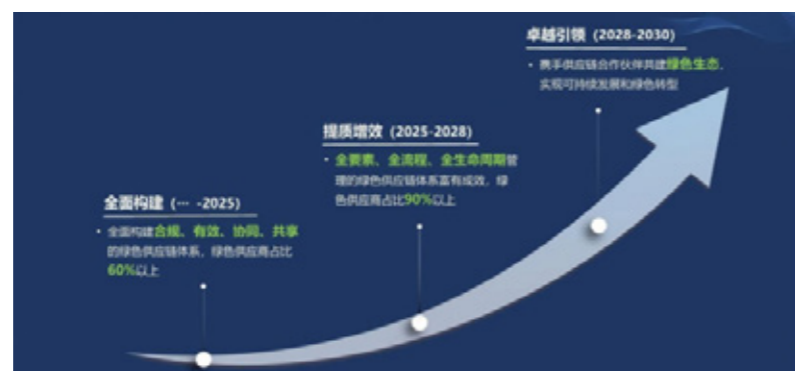 卓越引领（2028-2030）
• 携手供应链合作伙伴共建绿色生态，
实现可持续发展和绿色转型
提质增效（2025-2028）
• 全要素、全流程、全生命周期管
理的绿色供应链体系富有成效，绿
色供应商占比90%以上
全面构建（… -2025）
• 全面构建合规、有效、协同、共享
的绿色供应链体系，绿色供应商占比
60%以上